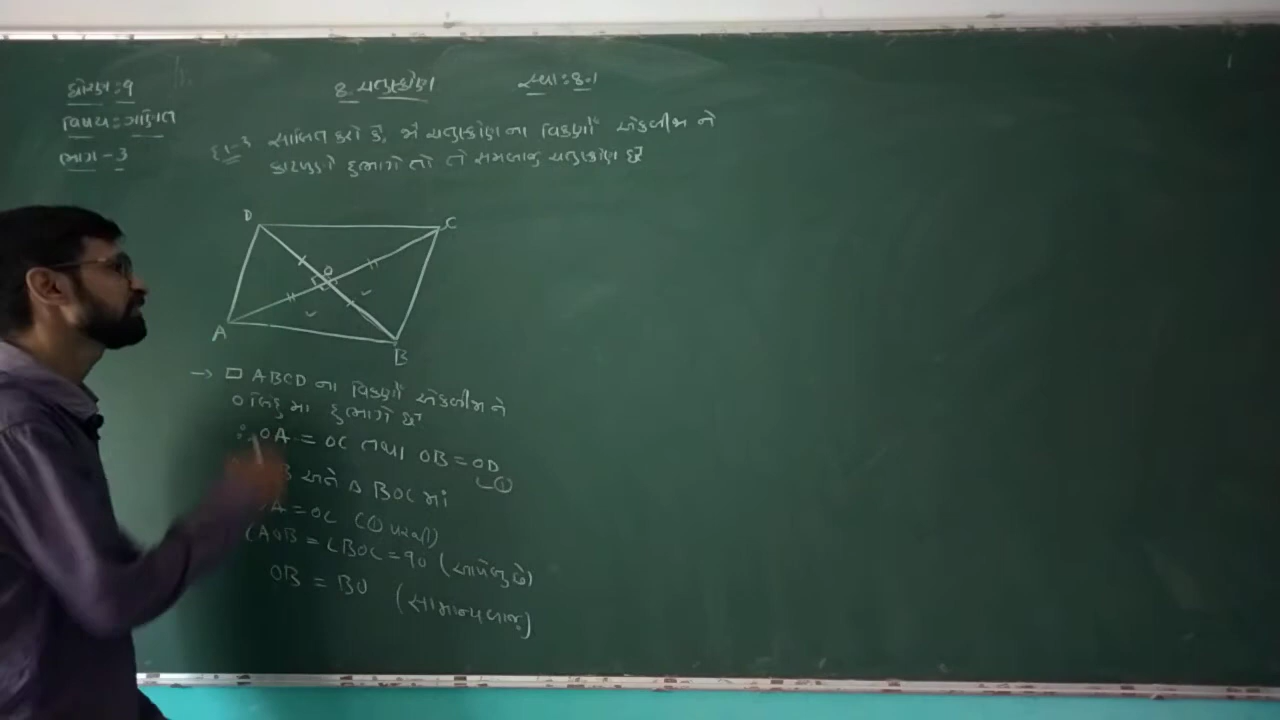 ધોરણ : 9
વિષય : ગણિત
ભાગ - 3
8. ચતુષ્કોણ
સ્વા : 8.1
દા-3 સાબિત કરો કે, જો ચતુષ્કોણ ના વિકર્ણો એકબીજા ને
કાટખૂણે દુભાગે તો તે સમબાજુ ચતુષ્કોણ છે
D
C
O
A
B
→ □ ABCD ના વિકર્ણો એકબીજા ને
O બિંદુ મા દુભાગે છે
∴ OA = OC તથા OB = OD
①
B અને △ BOC માં
A = OC (① પરથી)
∠AOB = ∠BOC = 90 (આપેલુ છે)
OB = BO (સામાન્ય બાજુ)